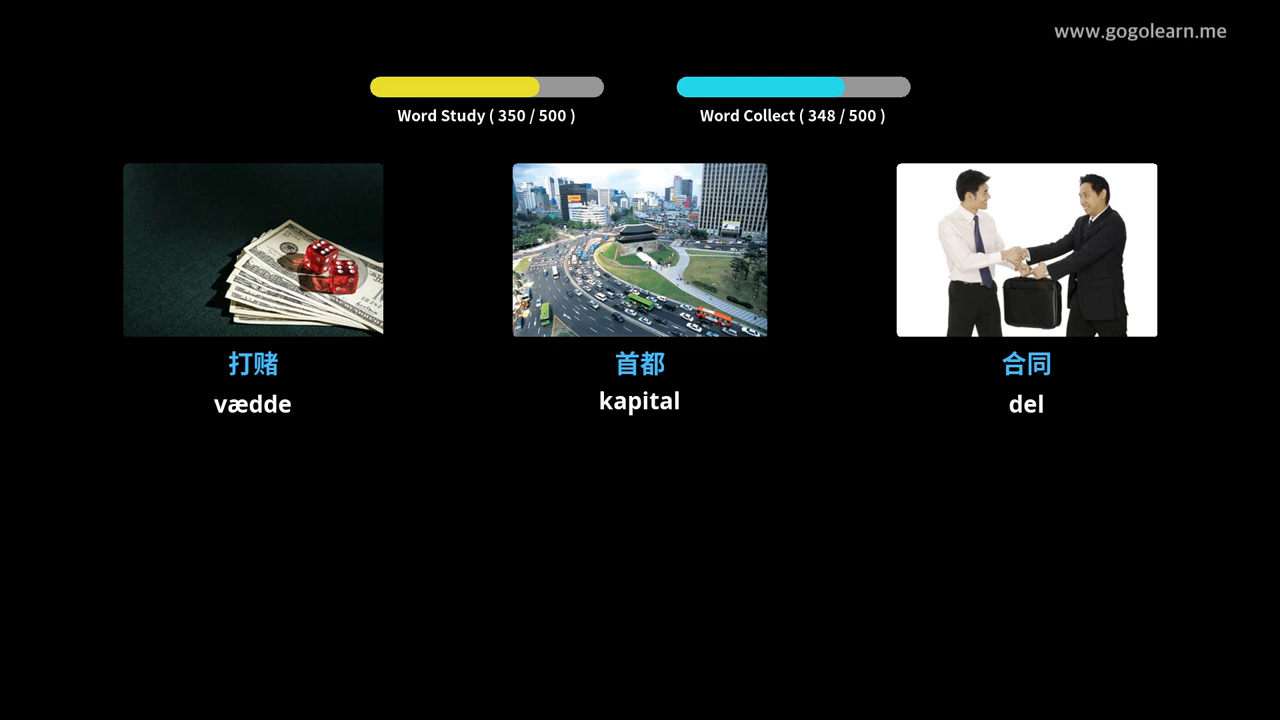 www.gogolearn.me
Word Study ( 350 / 500 )
Word Collect ( 348 / 500 )
打赌
首都
合同
vædde
kapital
del